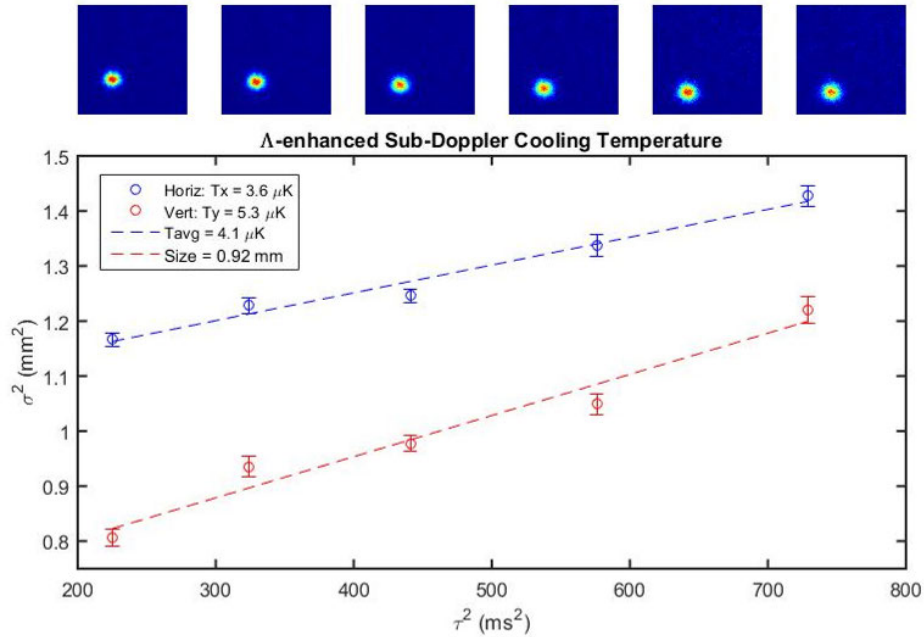 Λ-enhanced Sub-Doppler Cooling Temperature
1.5
1.4
1.3
1.2
1.1
1
0.9
0.8
σ² (mm²)
Horiz: Tx = 3.6 μK
Vert: Ty = 5.3 μK
Tavg = 4.1 μK
Size = 0.92 mm
200 300 400 500 600 700 800
τ² (ms²)